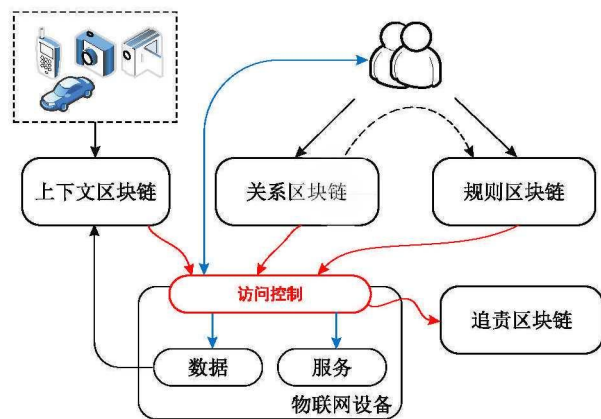 上下文区块链
关系区块链
规则区块链
访问控制
追责区块链
数据
服务
物联网设备